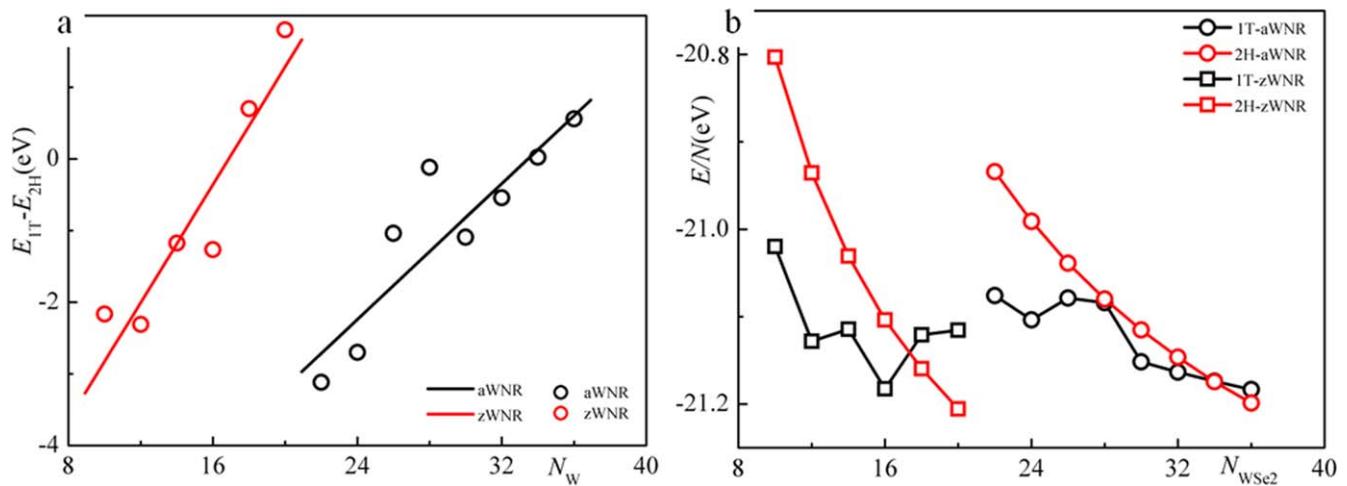 a
0
-2
-4
8
16
24
32
40
E1T-E2H(eV)
NW
aWNR
zWNR
aWNR
zWNR
b
-20.8
-21.0
-21.2
8
16
24
32
40
E/N(eV)
NWSe2
1T-aWNR
2H-aWNR
1T-zWNR
2H-zWNR